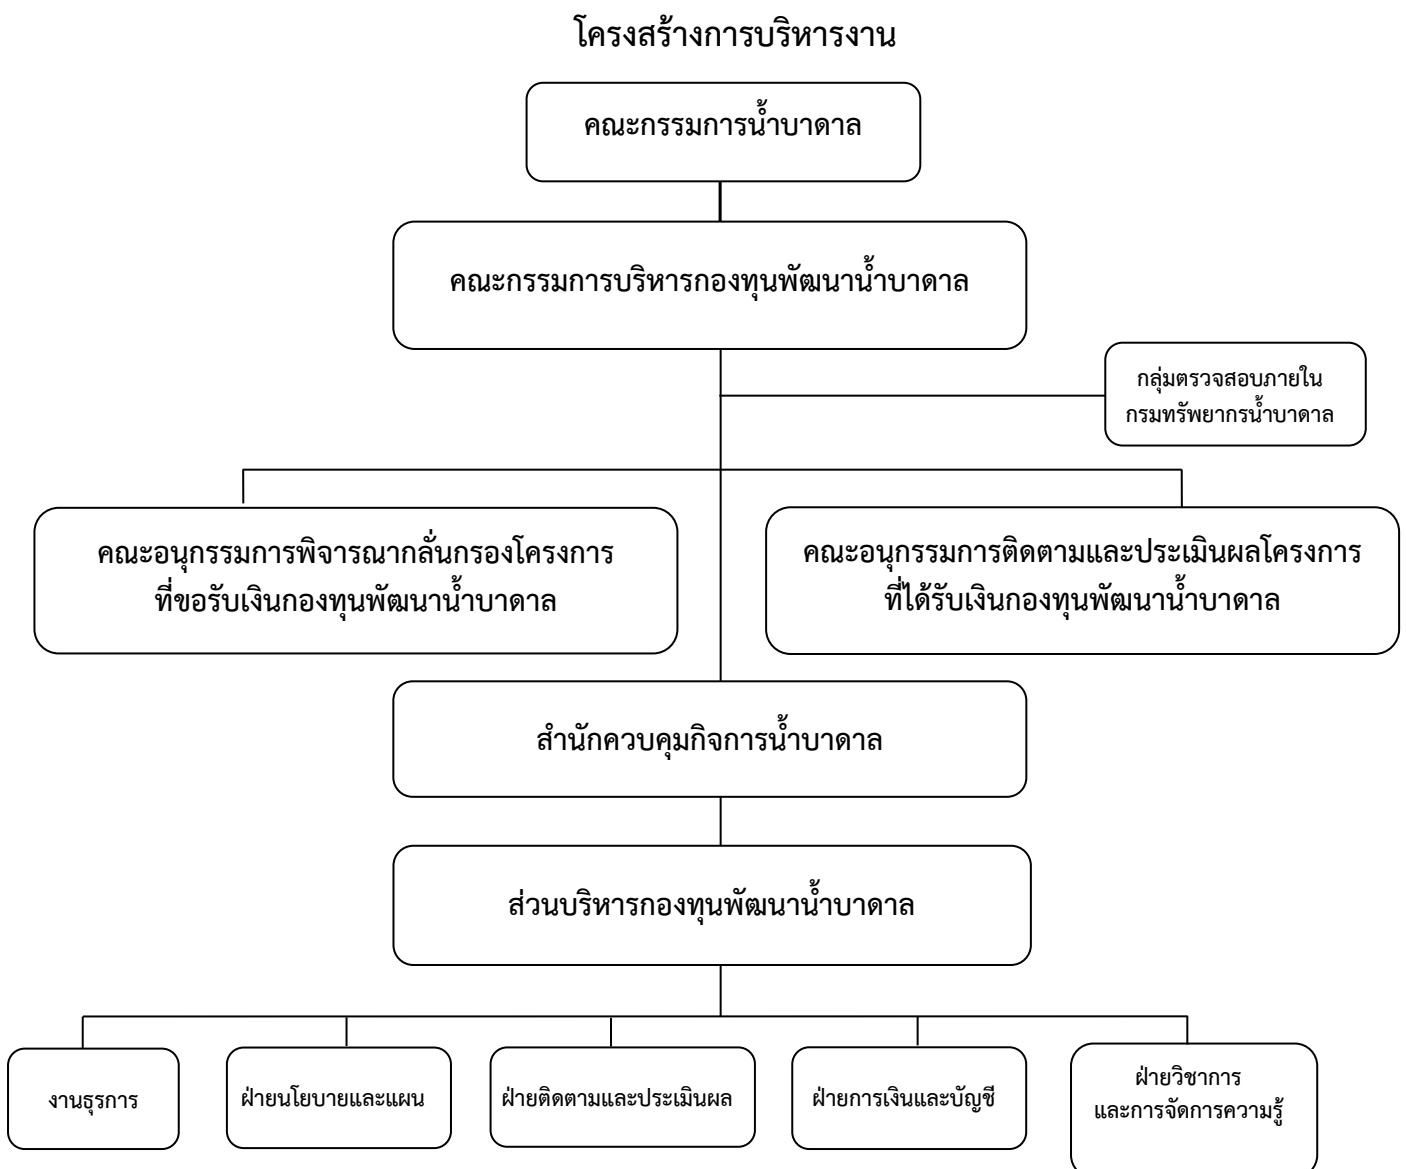 โครงสร้างการบริหารงาน
คณะกรรมการน้ำบาดาล
คณะกรรมการบริหารกองทุนพัฒนาน้ำบาดาล
กลุ่มตรวจสอบภายใน
กรมทรัพยากรน้ำบาดาล
คณะอนุกรรมการพิจารณากลั่นกรองโครงการ
ที่ขอรับเงินกองทุนพัฒนาน้ำบาดาล
คณะอนุกรรมการติดตามและประเมินผลโครงการ
ที่ได้รับเงินกองทุนพัฒนาน้ำบาดาล
สำนักควบคุมกิจการน้ำบาดาล
ส่วนบริหารกองทุนพัฒนาน้ำบาดาล
งานธุรการ
ฝ่ายนโยบายและแผน
ฝ่ายติดตามและประเมินผล
ฝ่ายการเงินและบัญชี
ฝ่ายวิชาการ
และการจัดการความรู้